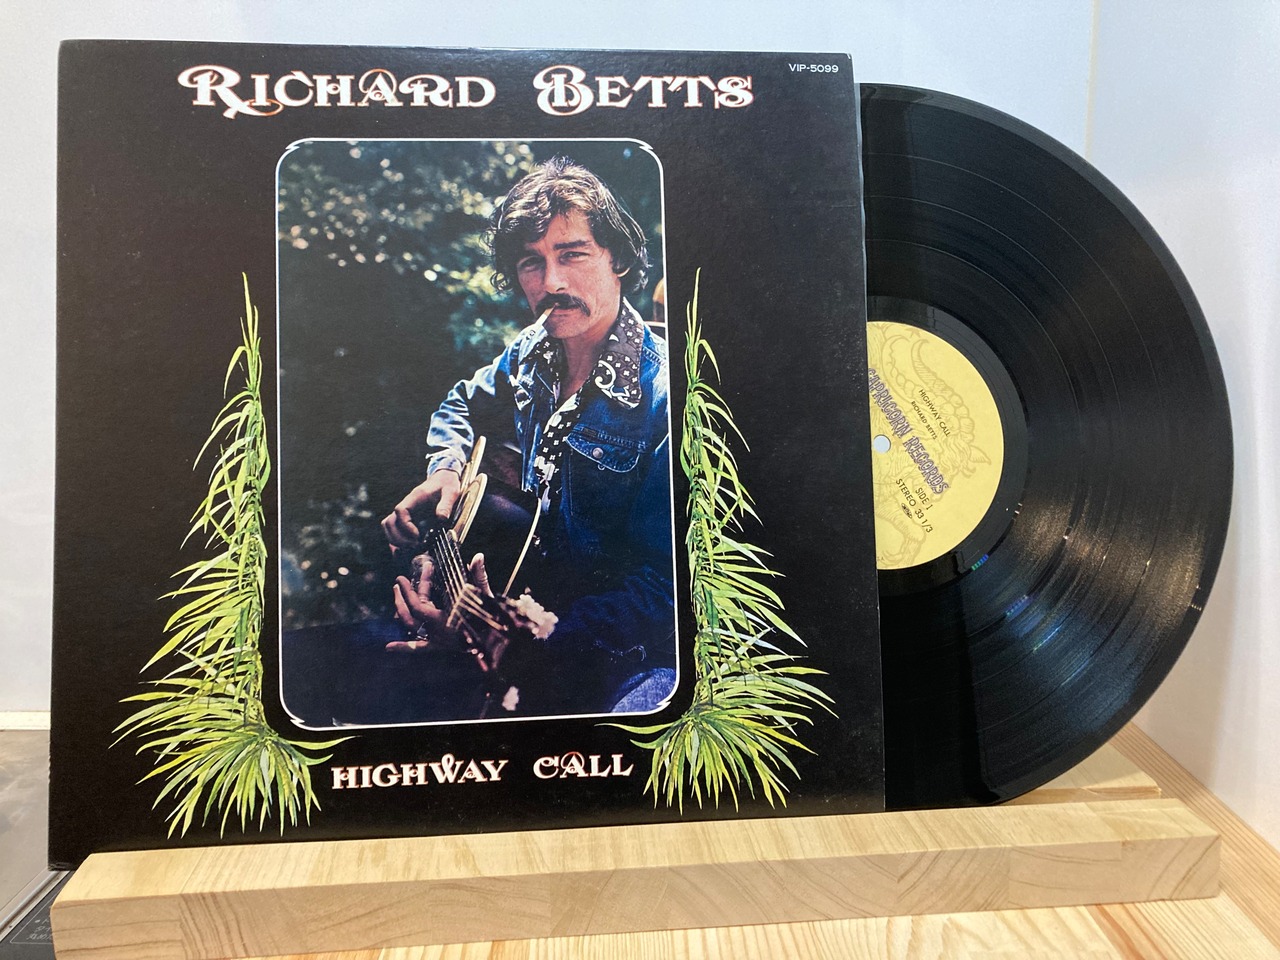 RICHARD BETTS
VIP-5099
HIGHWAY CALL
CAPRICORN RECORDS
HIGHWAY CALL
RICHARD BETTS
SIDE 1
STEREO 33 1/3